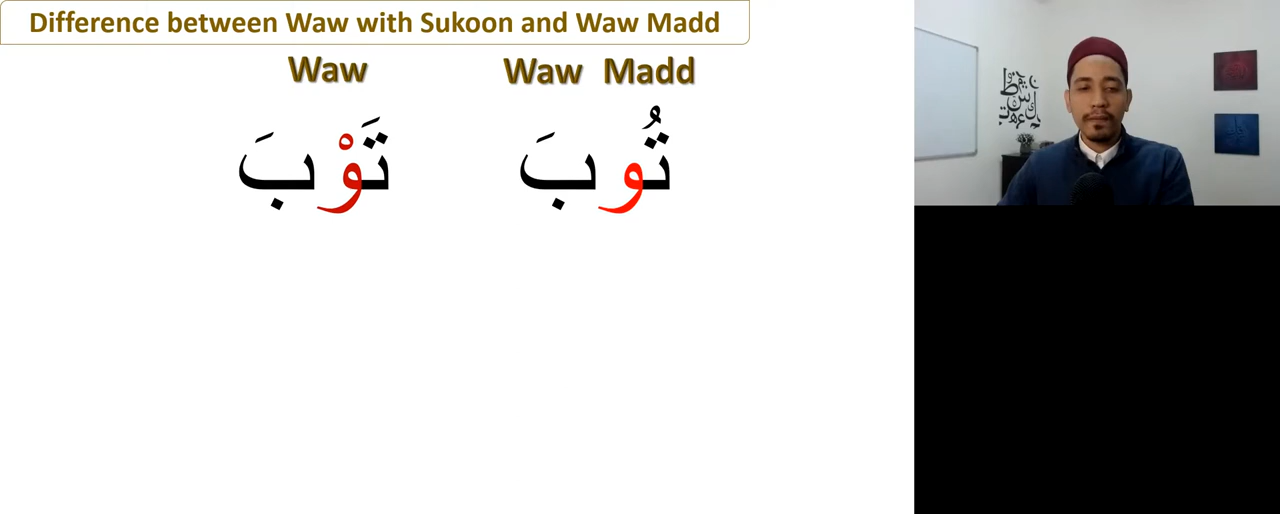 Difference between Waw with Sukoon and Waw Madd
Waw
Waw Madd
تَوْبَ
تُوبَ